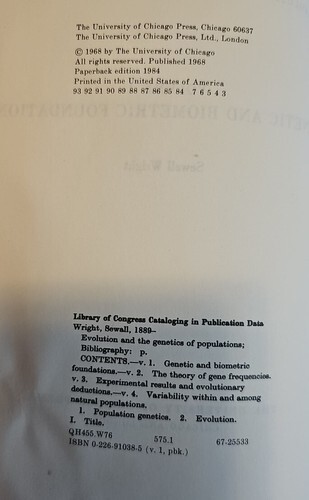 The University of Chicago Press, Chicago 60637
The University of Chicago Press, Ltd., London
© 1968 by The University of Chicago
All rights reserved. Published 1968
Paperback edition 1984
Printed in the United States of America
93 92 91 90 89 88 87 86 85 84 7 6 5 4 3
Sewall Wright
Library of Congress Cataloging in Publication Data
Wright, Sewall, 1889–
Evolution and the genetics of populations;
Bibliography: p.
CONTENTS.—v. 1. Genetic and biometric
foundations.—v. 2. The theory of gene frequencies.
v. 3. Experimental results and evolutionary
deductions.—v. 4. Variability within and among
natural populations.
1. Population genetics. 2. Evolution.
I. Title.
QH455.W76 575.1 67-25533
ISBN 0-226-91038-5 (v. 1, pbk.)